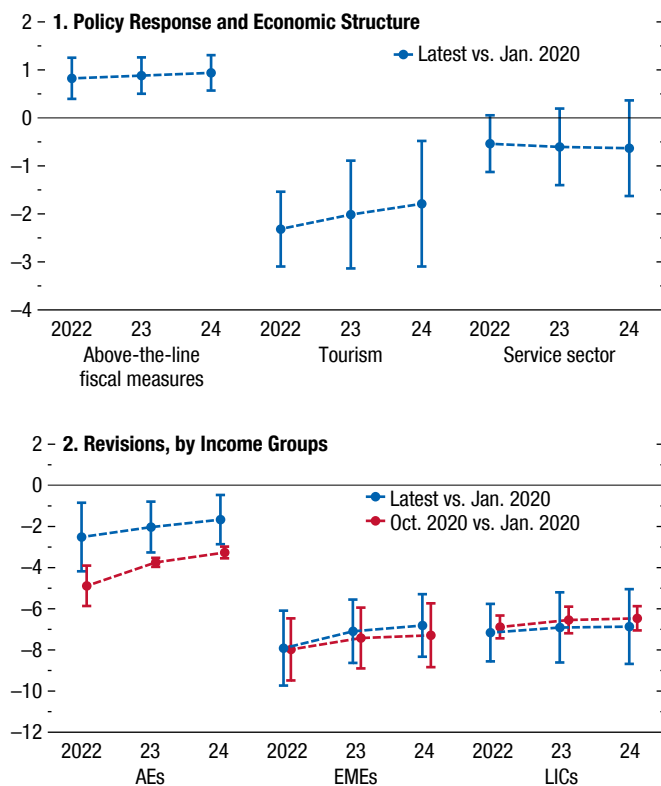 1. Policy Response and Economic Structure
Latest vs. Jan. 2020
2
1
0
–1
–2
–3
–4
2022 23 24 2022 23 24 2022 23 24
Above-the-line Tourism Service sector
fiscal measures
2. Revisions, by Income Groups
Latest vs. Jan. 2020
Oct. 2020 vs. Jan. 2020
2
0
–2
–4
–6
–8
–10
–12
2022 23 24 2022 23 24 2022 23 24
AEs EMEs LICs